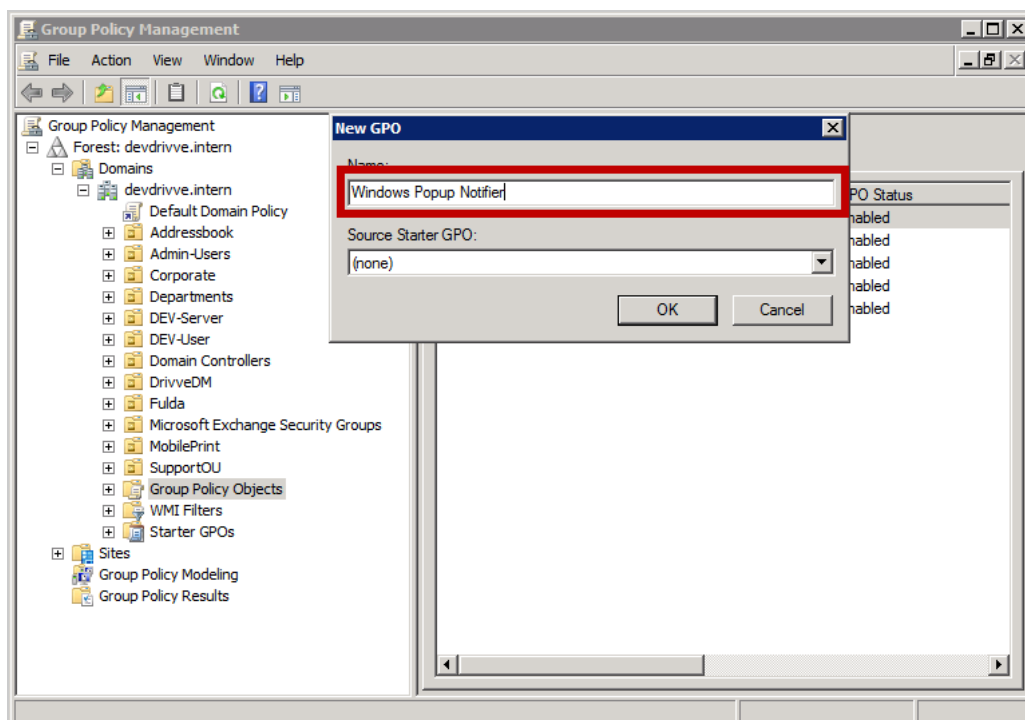 Group Policy Management
File Action View Window Help
Group Policy Management
Forest: devdrivve.intern
Domains
devdrivve.intern
Default Domain Policy
Addressbook
Admin-Users
Corporate
Departments
DEV-Server
DEV-User
Domain Controllers
DrivveDM
Fulda
Microsoft Exchange Security Groups
MobilePrint
SupportOU
Group Policy Objects
WMI Filters
Starter GPOs
Sites
Group Policy Modeling
Group Policy Results
New GPO
Name:
Windows Popup Notifier
Source Starter GPO:
(none)
OK Cancel
PO Status
nabled
nabled
nabled
nabled
nabled